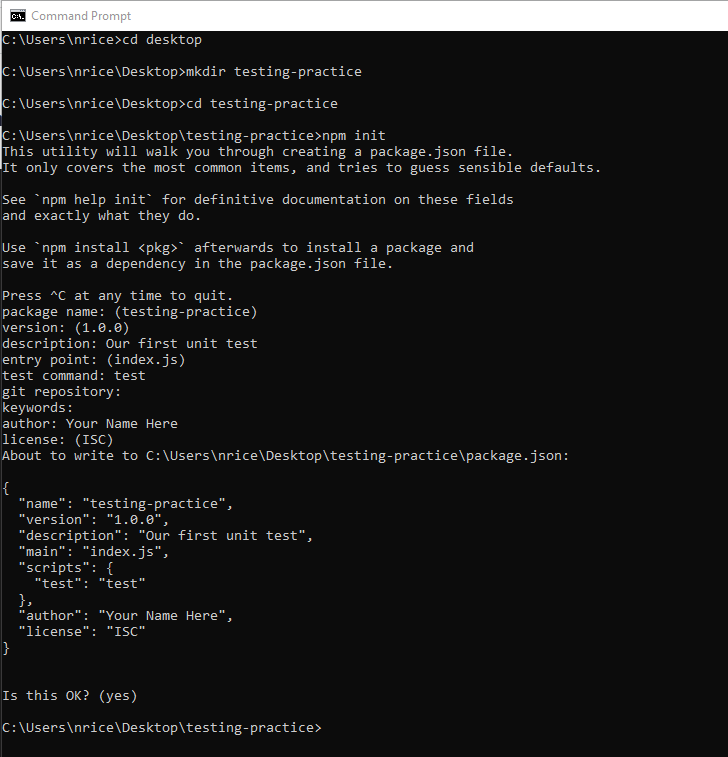 Command Prompt
C:\Users\nrice>cd desktop
C:\Users\nrice\Desktop>mkdir testing-practice
C:\Users\nrice\Desktop>cd testing-practice
C:\Users\nrice\Desktop\testing-practice>npm init
This utility will walk you through creating a package.json file.
It only covers the most common items, and tries to guess sensible defaults.
See `npm help init` for definitive documentation on these fields
and exactly what they do.
Use `npm install <pkg>` afterwards to install a package and
save it as a dependency in the package.json file.
Press ^C at any time to quit.
package name: (testing-practice)
version: (1.0.0)
description: Our first unit test
entry point: (index.js)
test command: test
git repository:
keywords:
author: Your Name Here
license: (ISC)
About to write to C:\Users\nrice\Desktop\testing-practice\package.json:
{
  "name": "testing-practice",
  "version": "1.0.0",
  "description": "Our first unit test",
  "main": "index.js",
  "scripts": {
    "test": "test"
  },
  "author": "Your Name Here",
  "license": "ISC"
}
Is this OK? (yes)
C:\Users\nrice\Desktop\testing-practice>